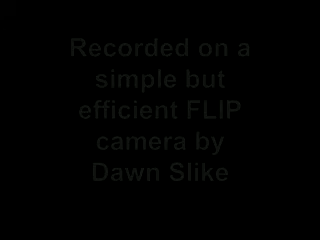 Recorded on a
simple but
efficient FLIP
camera by
Dawn Slike